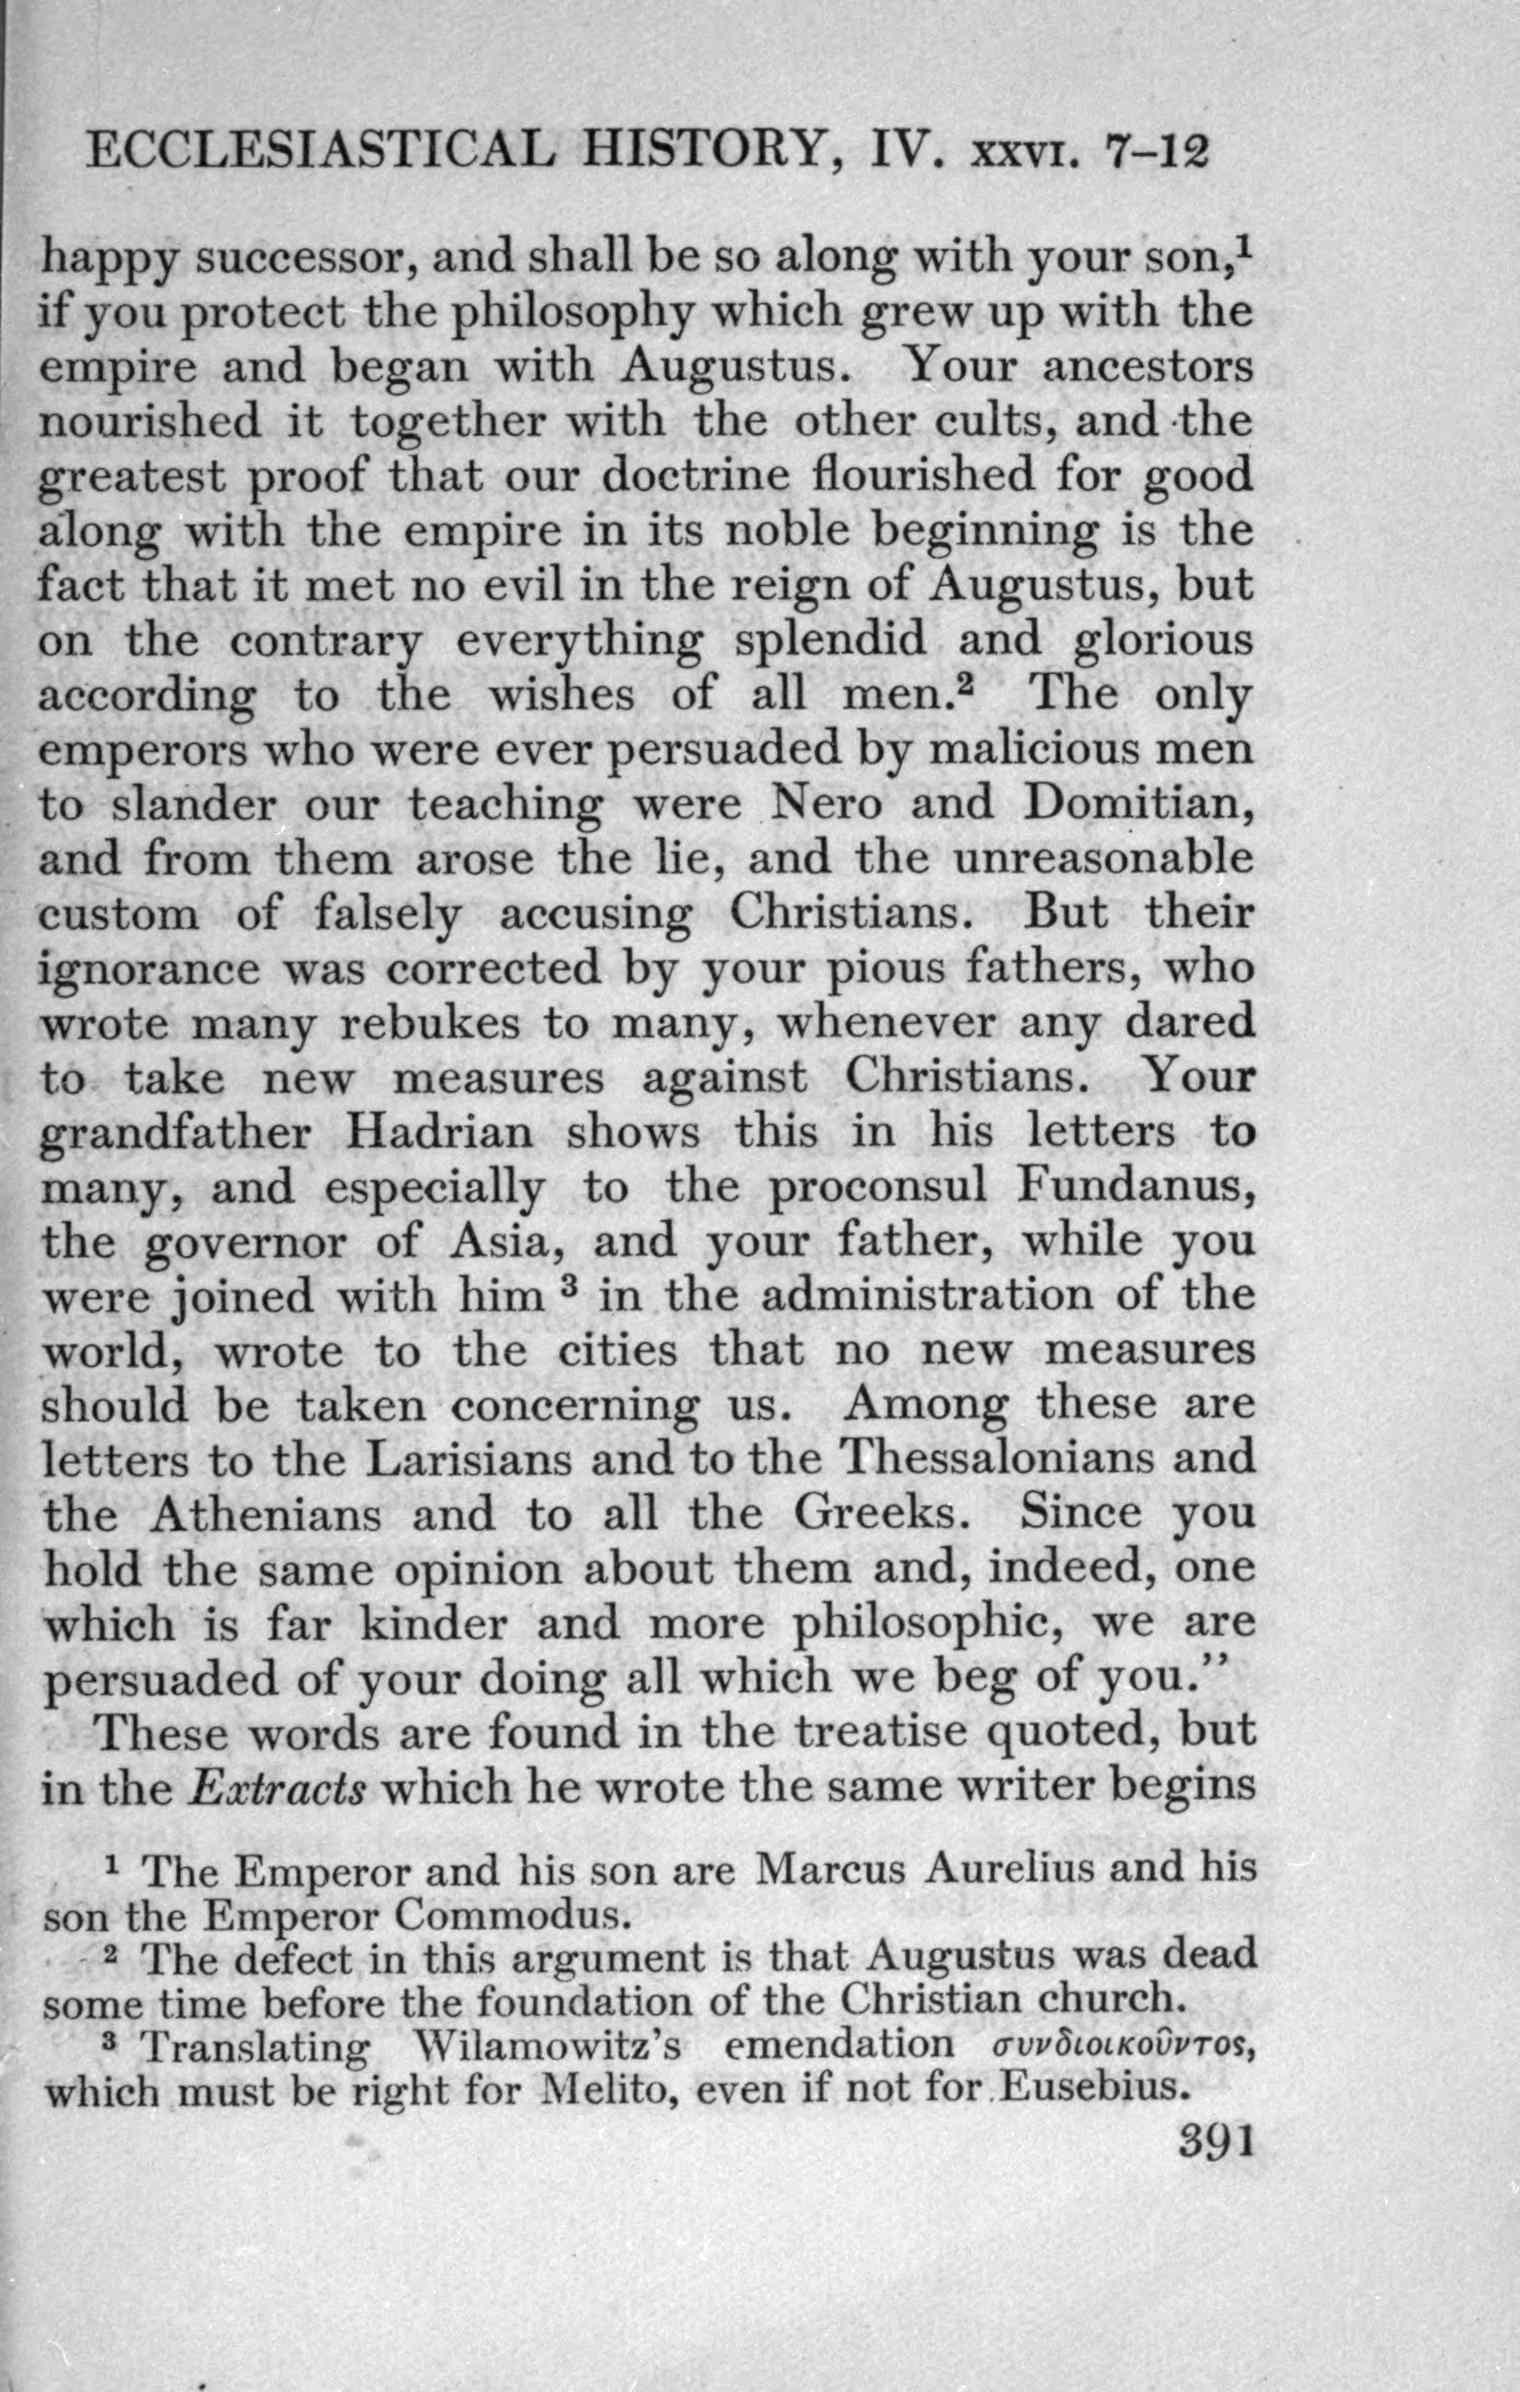 ECCLESIASTICAL HISTORY, IV. XXVI. 7–12
happy successor, and shall be so along with your son,¹
if you protect the philosophy which grew up with the
empire and began with Augustus. Your ancestors
nourished it together with the other cults, and the
greatest proof that our doctrine flourished for good
along with the empire in its noble beginning is the
fact that it met no evil in the reign of Augustus, but
on the contrary everything splendid and glorious
according to the wishes of all men.² The only
emperors who were ever persuaded by malicious men
to slander our teaching were Nero and Domitian,
and from them arose the lie, and the unreasonable
custom of falsely accusing Christians. But their
ignorance was corrected by your pious fathers, who
wrote many rebukes to many, whenever any dared
to take new measures against Christians. Your
grandfather Hadrian shows this in his letters to
many, and especially to the proconsul Fundanus,
the governor of Asia, and your father, while you
were joined with him ³ in the administration of the
world, wrote to the cities that no new measures
should be taken concerning us. Among these are
letters to the Larisians and to the Thessalonians and
the Athenians and to all the Greeks. Since you
hold the same opinion about them and, indeed, one
which is far kinder and more philosophic, we are
persuaded of your doing all which we beg of you.”
These words are found in the treatise quoted, but
in the Extracts which he wrote the same writer begins
¹ The Emperor and his son are Marcus Aurelius and his
son the Emperor Commodus.
² The defect in this argument is that Augustus was dead
some time before the foundation of the Christian church.
³ Translating Wilamowitz’s emendation συνδιοικοῦντος,
which must be right for Melito, even if not for Eusebius.
391